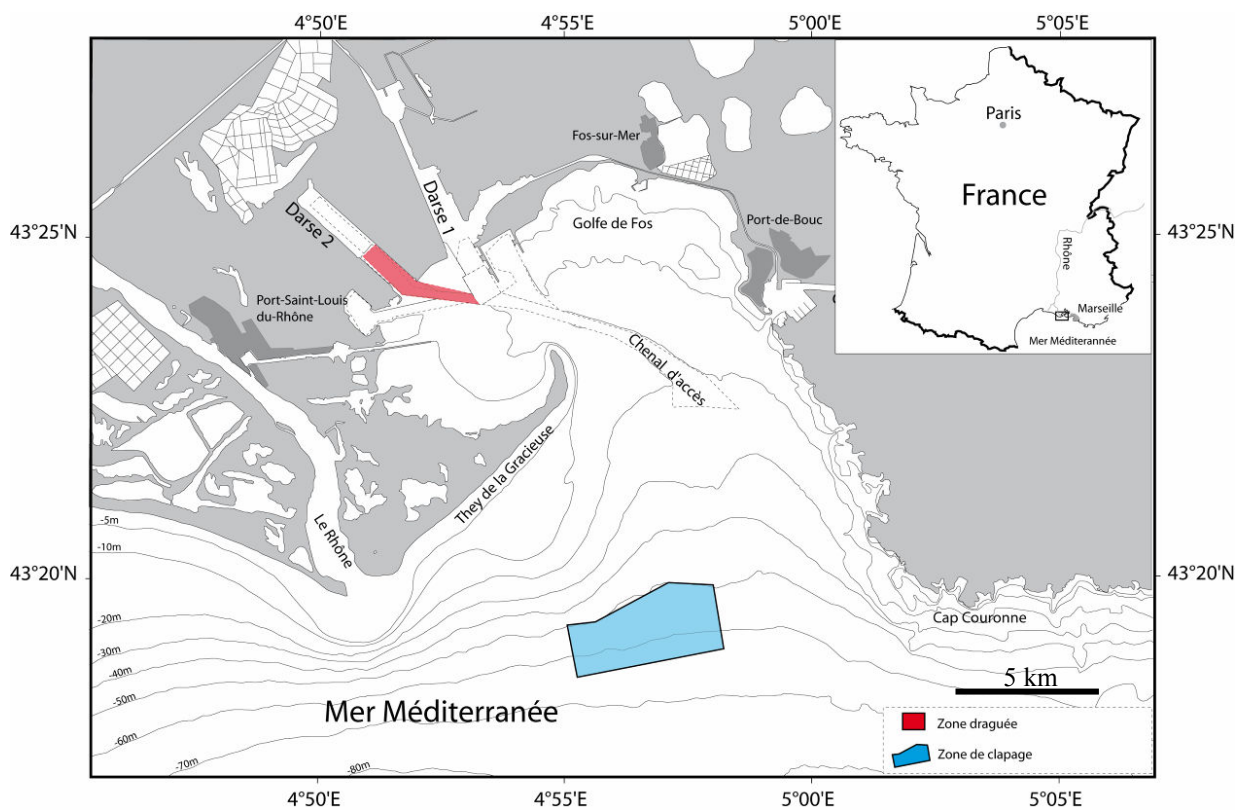 4°50'E
4°55'E
5°00'E
5°05'E
Paris
France
Rhône
Marseille
Mer Méditerannée
Fos-sur-Mer
Darse 1
Golfe de Fos
Port-de-Bouc
43°25'N
43°25'N
Darse 2
Port-Saint-Louis
du-Rhône
Chenal d'accès
They de la Gracieuse
Le Rhône
-5m
-10m
43°20'N
43°20'N
-20m
-30m
-40m
-50m
-60m
-70m
-80m
Cap Couronne
5 km
Mer Méditerranée
Zone draguée
Zone de clapage
4°50'E
4°55'E
5°00'E
5°05'E